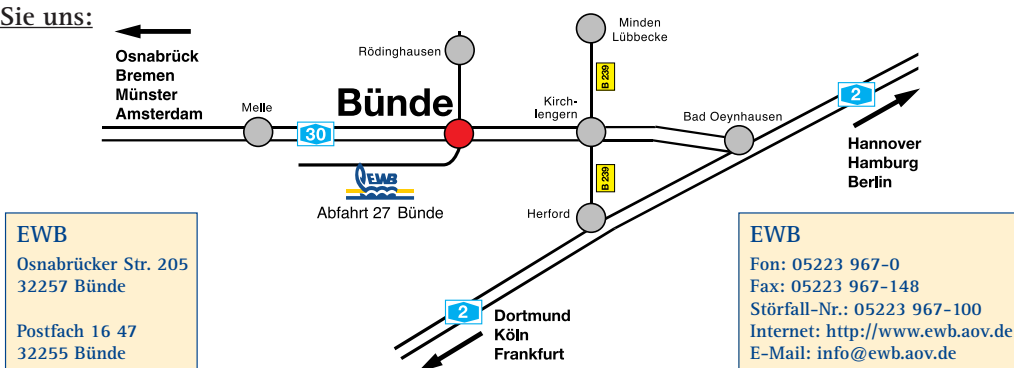 Sie uns:
Osnabrück
Bremen
Münster
Amsterdam
Melle
30
Rödinghausen
Bünde
EWB
Abfahrt 27 Bünde
Minden
Lübbecke
B 239
Kirch-
lengern
B 239
Herford
Bad Oeynhausen
2
Hannover
Hamburg
Berlin
2
Dortmund
Köln
Frankfurt
EWB
Osnabrücker Str. 205
32257 Bünde
Postfach 16 47
32255 Bünde
EWB
Fon: 05223 967-0
Fax: 05223 967-148
Störfall-Nr.: 05223 967-100
Internet: http://www.ewb.aov.de
E-Mail: info@ewb.aov.de